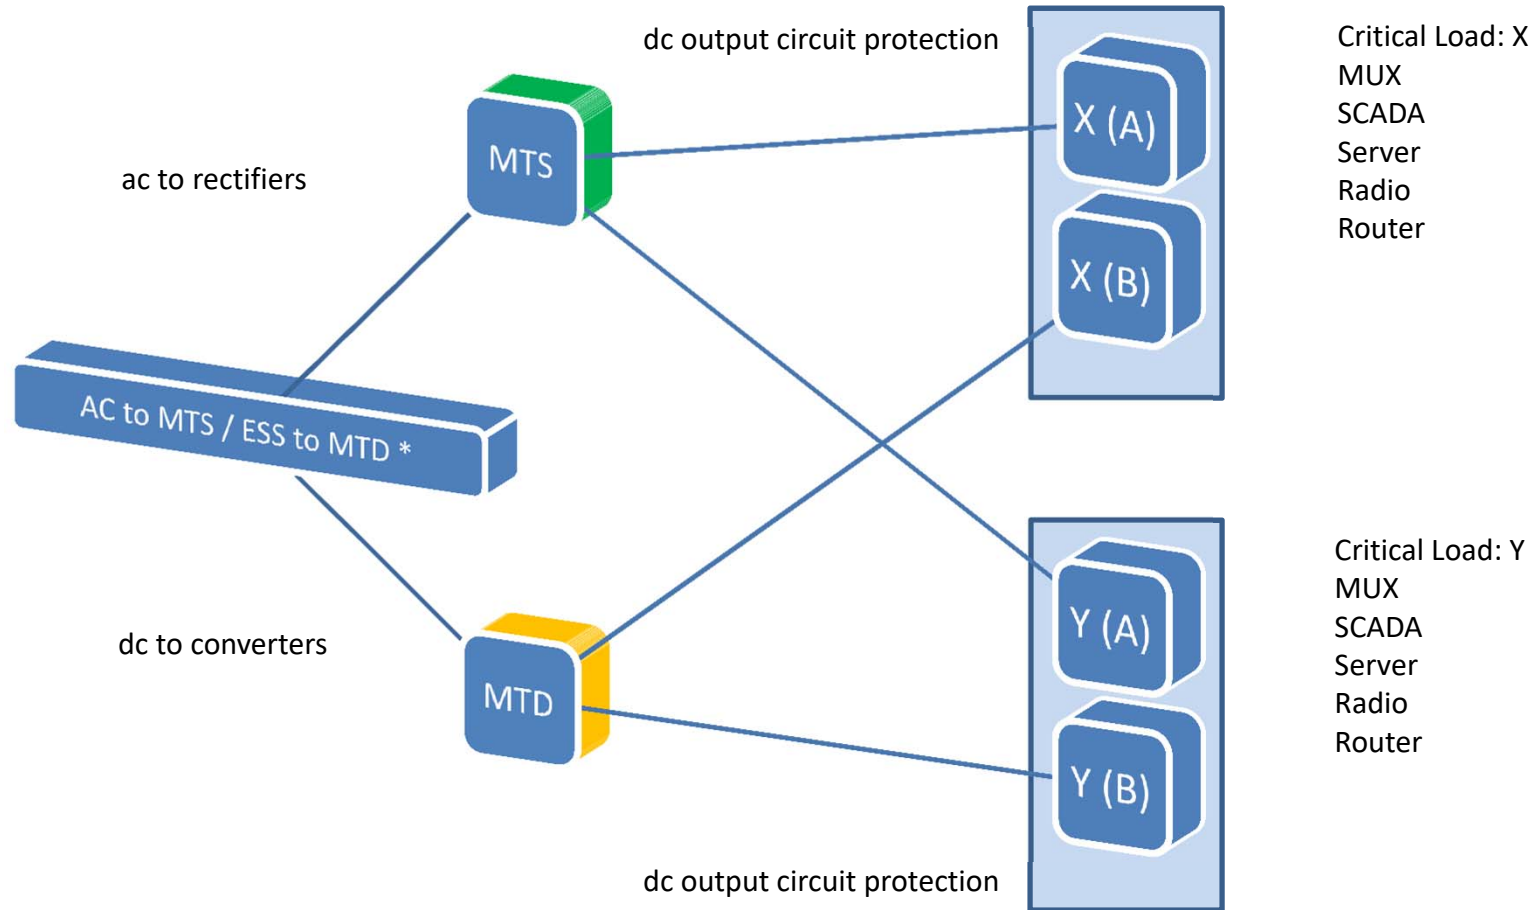 dc output circuit protection
Critical Load: X
MUX
SCADA
Server
Radio
Router
X (A)
MTS
ac to rectifiers
X (B)
AC to MTS / ESS to MTD *
Critical Load: Y
MUX
SCADA
Server
Radio
Router
Y (A)
dc to converters
MTD
Y (B)
dc output circuit protection